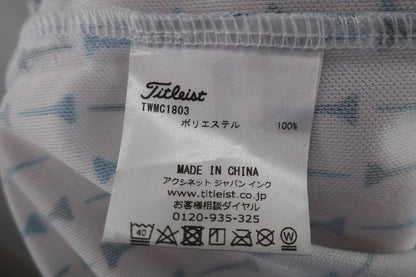 Titleist
TWMC1803
ポリエステル 100%
MADE IN CHINA
アクシネット ジャパン インク
www.titleist.co.jp
お客様相談ダイヤル
0120-935-325
40